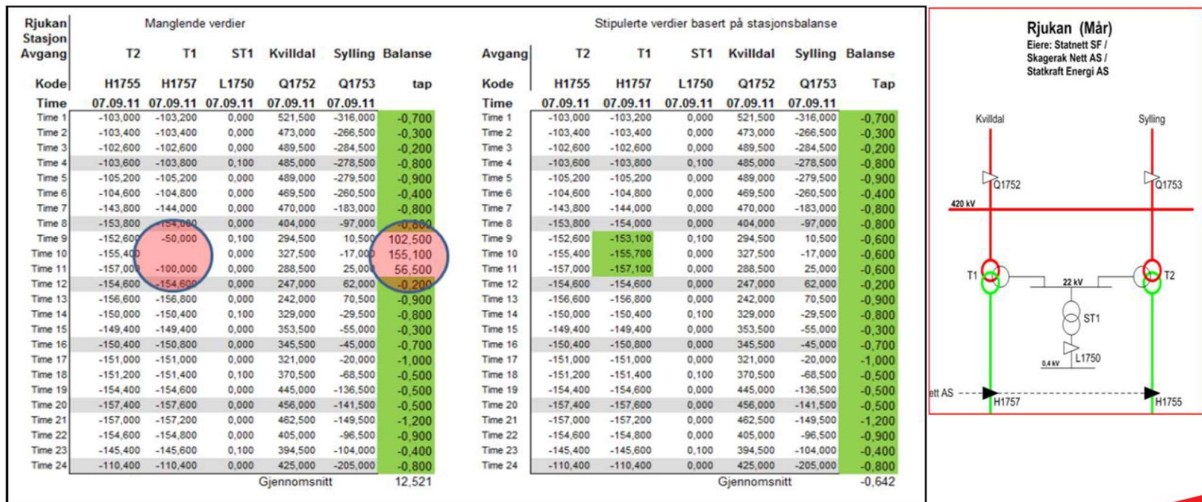 Rjukan Stasjon Manglende verdier
Avgang T2 T1 ST1 Kvilldal Sylling Balanse
Kode H1755 H1757 L1750 Q1752 Q1753 tap
Time 07.09.11 07.09.11 07.09.11 07.09.11 07.09.11
Time 1 -103,000 -103,200 0,000 521,500 -316,000 -0,700
Time 2 -103,400 -103,400 0,000 473,000 -266,500 -0,300
Time 3 -102,600 -102,600 0,000 489,500 -284,500 -0,200
Time 4 -103,600 -103,800 0,100 485,000 -278,500 -0,800
Time 5 -105,200 -105,200 0,000 489,000 -279,500 -0,900
Time 6 -104,600 -104,800 0,000 469,500 -260,500 -0,400
Time 7 -143,800 -144,000 0,000 470,000 -183,000 -0,800
Time 8 -153,800 -154,000 0,000 404,000 -97,000 -0,800
Time 9 -152,600 -50,000 0,100 294,500 10,500 102,500
Time 10 -155,400 0,000 327,500 -17,000 155,100
Time 11 -157,000 -100,000 0,000 288,500 25,000 56,500
Time 12 -154,600 -154,600 0,000 247,000 62,000 -0,200
Time 13 -156,600 -156,800 0,000 242,000 70,500 -0,900
Time 14 -150,000 -150,400 0,100 329,000 -29,500 -0,800
Time 15 -149,400 -149,400 0,000 353,500 -55,000 -0,300
Time 16 -150,400 -150,800 0,000 345,500 -45,000 -0,700
Time 17 -151,000 -151,000 0,000 321,000 -20,000 -1,000
Time 18 -151,200 -151,400 0,100 370,500 -68,500 -0,500
Time 19 -154,400 -154,600 0,000 445,000 -136,500 -0,500
Time 20 -157,400 -157,600 0,000 456,000 -141,500 -0,500
Time 21 -157,000 -157,200 0,000 462,500 -149,500 -1,200
Time 22 -154,600 -154,800 0,000 405,000 -96,500 -0,900
Time 23 -145,400 -145,600 0,100 394,500 -104,000 -0,400
Time 24 -110,400 -110,400 0,000 425,000 -205,000 -0,800
Gjennomsnitt 12,521
Stipulerte verdier basert på stasjonsbalanse
Avgang T2 T1 ST1 Kvilldal Sylling Balanse
Kode H1755 H1757 L1750 Q1752 Q1753 Tap
Time 07.09.11 07.09.11 07.09.11 07.09.11 07.09.11
Time 1 -103,000 -103,200 0,000 521,500 -316,000 -0,700
Time 2 -103,400 -103,400 0,000 473,000 -266,500 -0,300
Time 3 -102,600 -102,600 0,000 489,500 -284,500 -0,200
Time 4 -103,600 -103,800 0,100 485,000 -278,500 -0,800
Time 5 -105,200 -105,200 0,000 489,000 -279,500 -0,900
Time 6 -104,600 -104,800 0,000 469,500 -260,500 -0,400
Time 7 -143,800 -144,000 0,000 470,000 -183,000 -0,800
Time 8 -153,800 -154,000 0,000 404,000 -97,000 -0,800
Time 9 -152,600 -153,100 0,100 294,500 10,500 -0,600
Time 10 -155,400 -155,700 0,000 327,500 -17,000 -0,600
Time 11 -157,000 -157,100 0,000 288,500 25,000 -0,600
Time 12 -154,600 -154,600 0,000 247,000 62,000 -0,200
Time 13 -156,600 -156,800 0,000 242,000 70,500 -0,900
Time 14 -150,000 -150,400 0,100 329,000 -29,500 -0,800
Time 15 -149,400 -149,400 0,000 353,500 -55,000 -0,300
Time 16 -150,400 -150,800 0,000 345,500 -45,000 -0,700
Time 17 -151,000 -151,000 0,000 321,000 -20,000 -1,000
Time 18 -151,200 -151,400 0,100 370,500 -68,500 -0,500
Time 19 -154,400 -154,600 0,000 445,000 -136,500 -0,500
Time 20 -157,400 -157,600 0,000 456,000 -141,500 -0,500
Time 21 -157,000 -157,200 0,000 462,500 -149,500 -1,200
Time 22 -154,600 -154,800 0,000 405,000 -96,500 -0,900
Time 23 -145,400 -145,600 0,100 394,500 -104,000 -0,400
Time 24 -110,400 -110,400 0,000 425,000 -205,000 -0,800
Gjennomsnitt -0,642
Rjukan (Mår)
Eiere: Statnett SF /
Skagerak Nett AS /
Statkraft Energi AS
Kvilldal Sylling
Q1752 Q1753
420 kV
T1 22 kV T2
ST1
L1750
0,4 kV
ett AS H1757 H1755